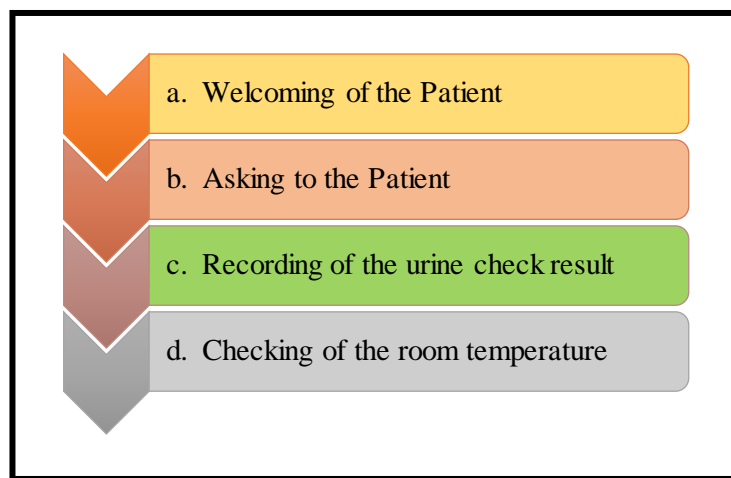 a. Welcoming of the Patient
b. Asking to the Patient
c. Recording of the urine check result
d. Checking of the room temperature